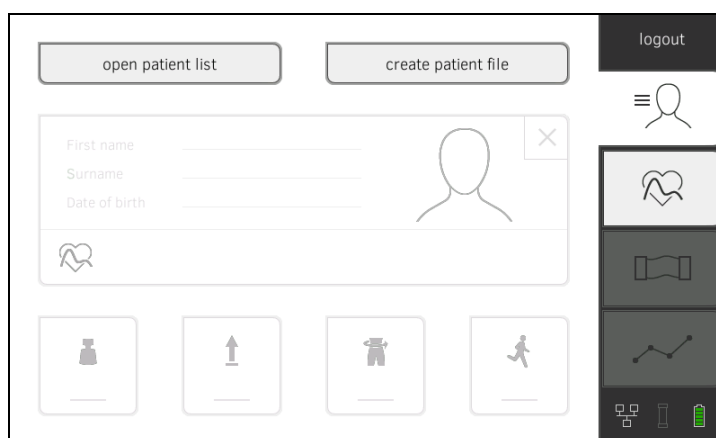 open patient list
create patient file
logout
First name
Surname
Date of birth